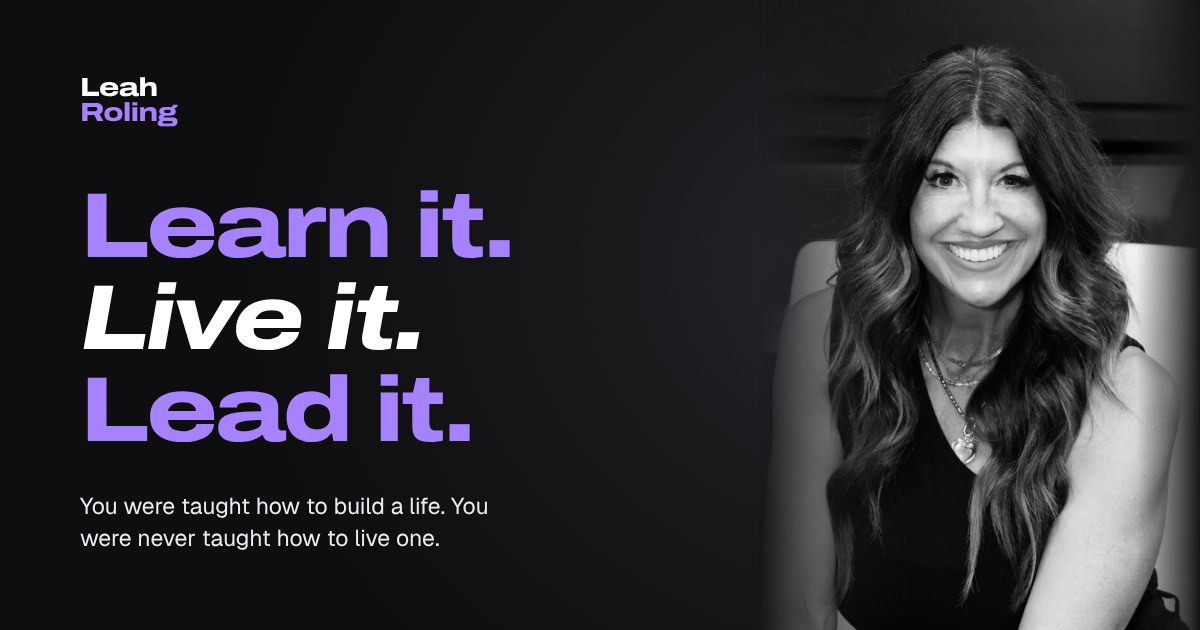 Leah
Roling
Learn it.
Live it.
Lead it.
You were taught how to build a life. You
were never taught how to live one.